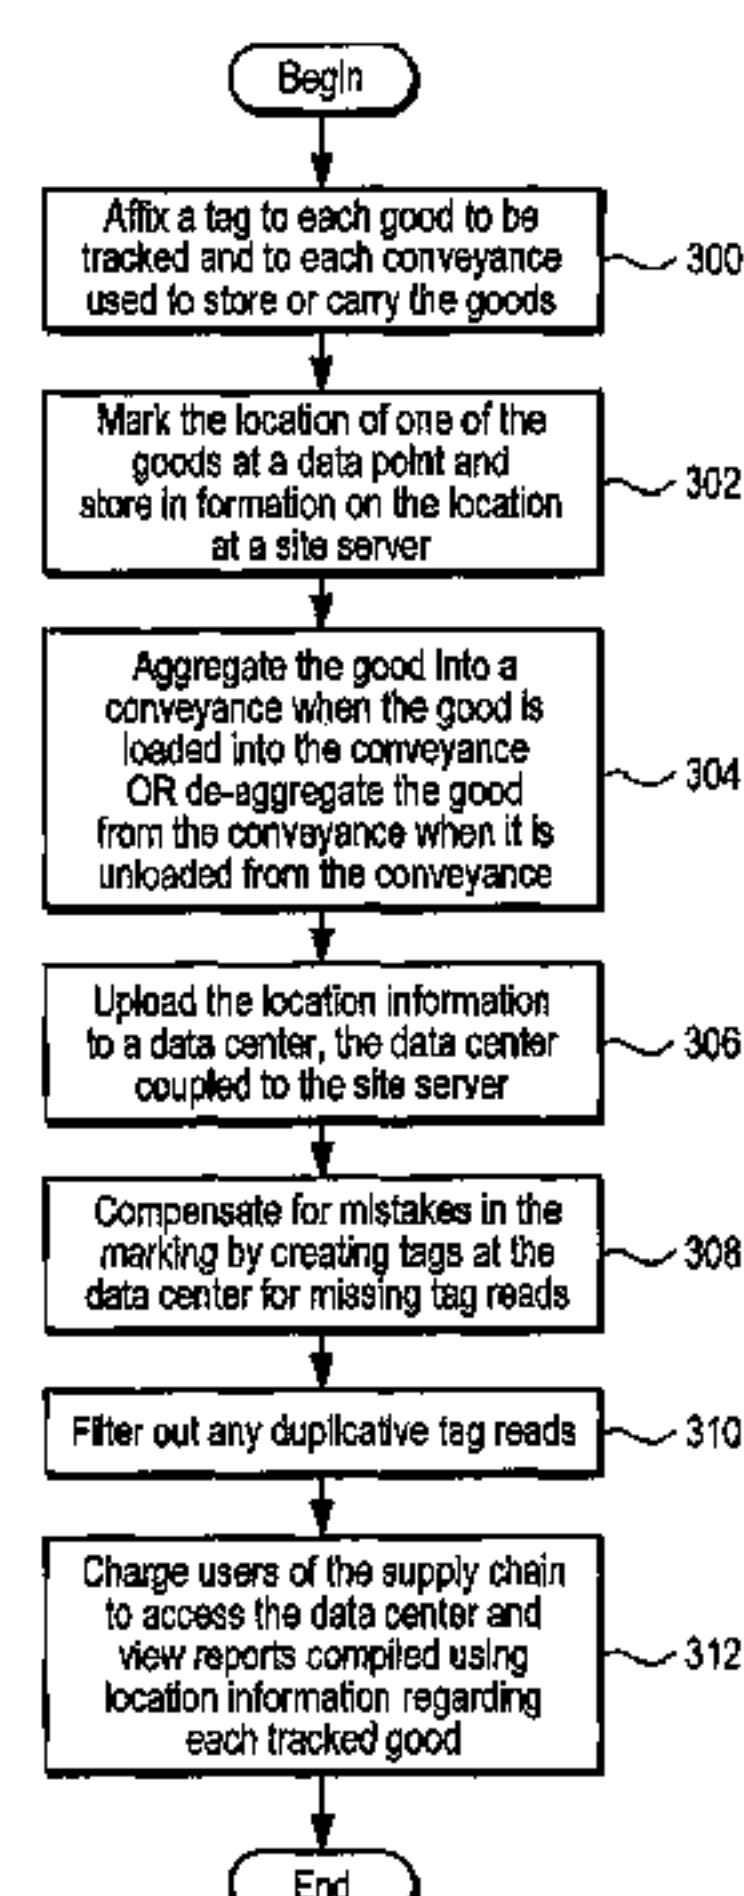 Begin
Affix a tag to each good to be
tracked and to each conveyance
used to store or carry the goods
300
Mark the location of one of the
goods at a data point and
store in formation on the location
at a site server
302
Aggregate the good into a
conveyance when the good is
loaded into the conveyance
OR de-aggregate the good
from the conveyance when it is
unloaded from the conveyance
304
Upload the location information
to a data center, the data center
coupled to the site server
306
Compensate for mistakes in the
marking by creating tags at the
data center for missing tag reads
308
Filter out any duplicative tag reads
310
Charge users of the supply chain
to access the data center and
view reports compiled using
location information regarding
each tracked good
312
End